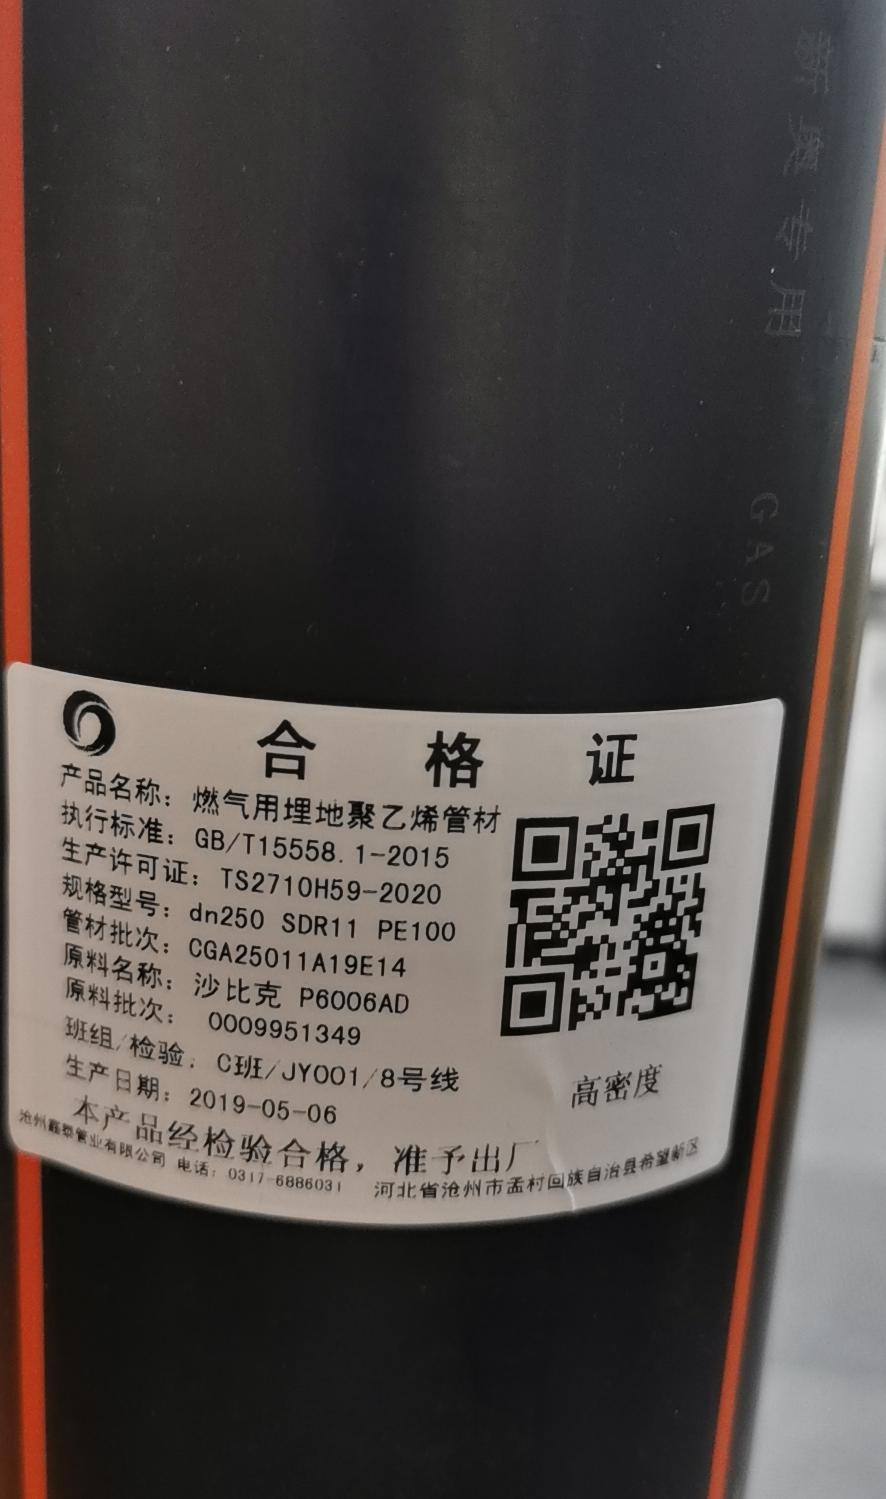 新奥专用 GAS
合格证
产品名称：燃气用埋地聚乙烯管材
执行标准：GB/T15558.1-2015
生产许可证：TS2710H59-2020
规格型号：dn250 SDR11 PE100
管材批次：CGA25011A19E14
原料名称：沙比克 P6006AD
原料批次：0009951349
班组/检验：C班/JY001/8号线
生产日期：2019-05-06
高密度
本产品经检验合格，准予出厂
沧州鑫泰管业有限公司 电话：0317-6886031 河北省沧州市孟村回族自治县希望新区